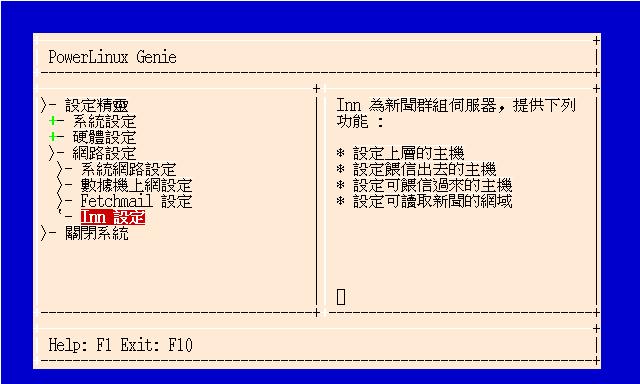 PowerLinux Genie
設定精靈
系統設定
硬體設定
網路設定
系統網路設定
數據機上網設定
Fetchmail 設定
Inn 設定
關閉系統
Inn 為新聞群組伺服器，提供下列
功能：
* 設定上層的主機
* 設定餵信出去的主機
* 設定可餵信過來的主機
* 設定可讀取新聞的網域
Help: F1 Exit: F10